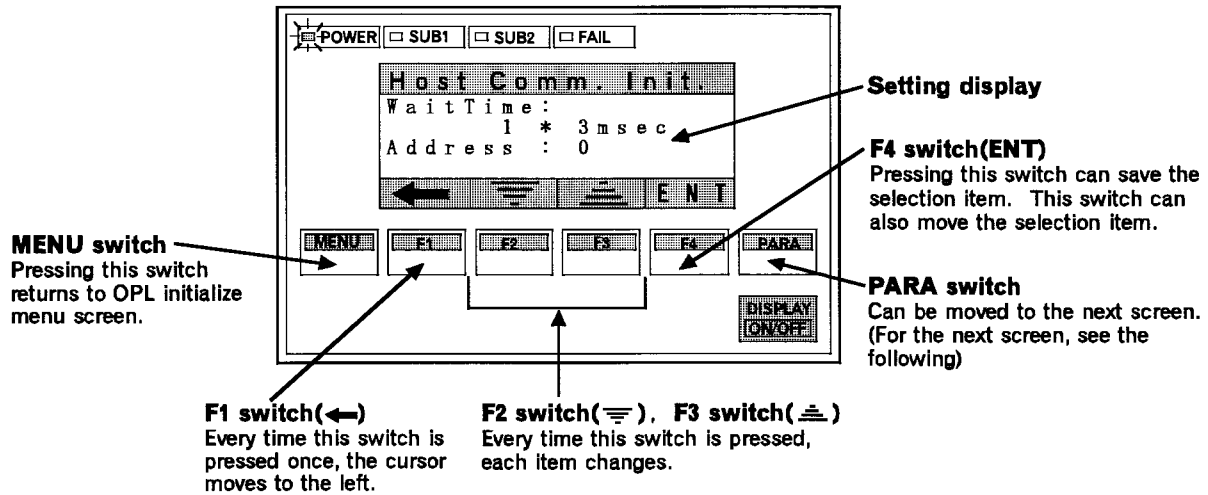 POWER SUB1 SUB2 FAIL
Host Comm. Init.
WaitTime:
1 * 3msec
Address : 0
ENT
MENU F1 F2 F3 F4 PARA
DISPLAY
ON/OFF
Setting display
F4 switch(ENT)
Pressing this switch can save the
selection item. This switch can
also move the selection item.
MENU switch
Pressing this switch
returns to OPL initialize
menu screen.
PARA switch
Can be moved to the next screen.
(For the next screen, see the
following)
F1 switch(←)
Every time this switch is
pressed once, the cursor
moves to the left.
F2 switch( ), F3 switch( )
Every time this switch is pressed,
each item changes.